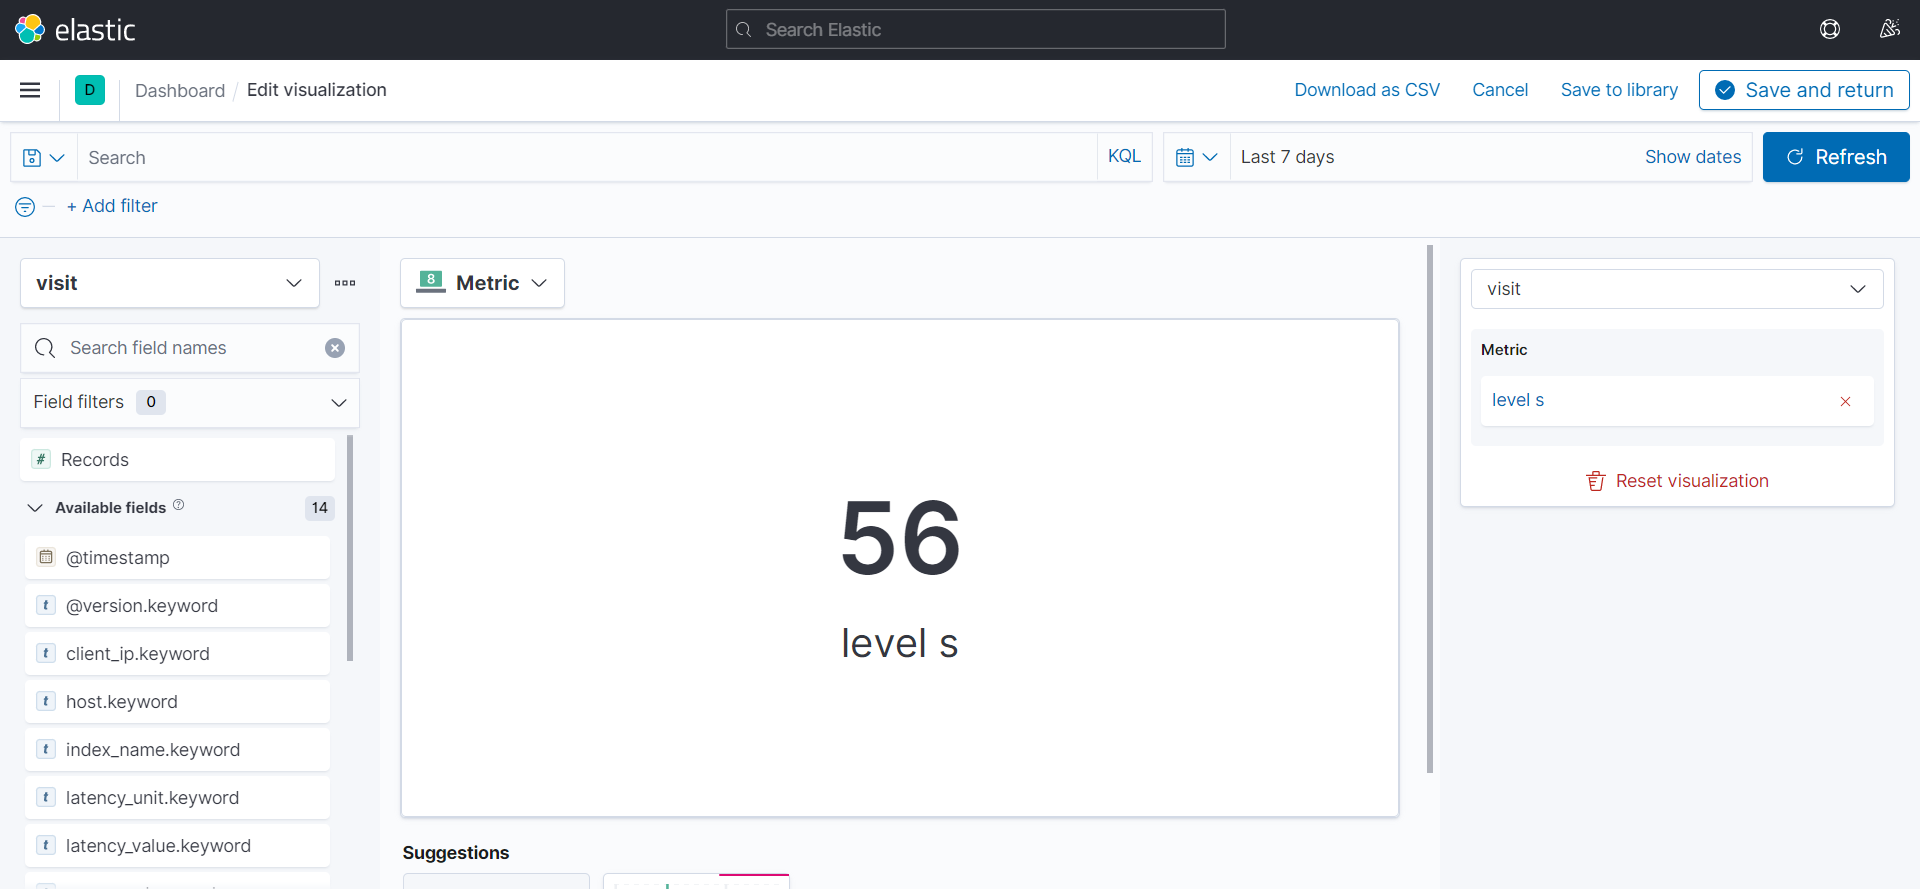 elastic
Search Elastic
D
Dashboard / Edit visualization
Download as CSV
Cancel
Save to library
Save and return
Search
KQL
Last 7 days
Show dates
Refresh
+ Add filter
visit
Search field names
Field filters 0
# Records
Available fields ? 14
@timestamp
t @version.keyword
t client_ip.keyword
t host.keyword
t index_name.keyword
t latency_unit.keyword
t latency_value.keyword
8 Metric
56
level s
Suggestions
visit
Metric
level s
Reset visualization